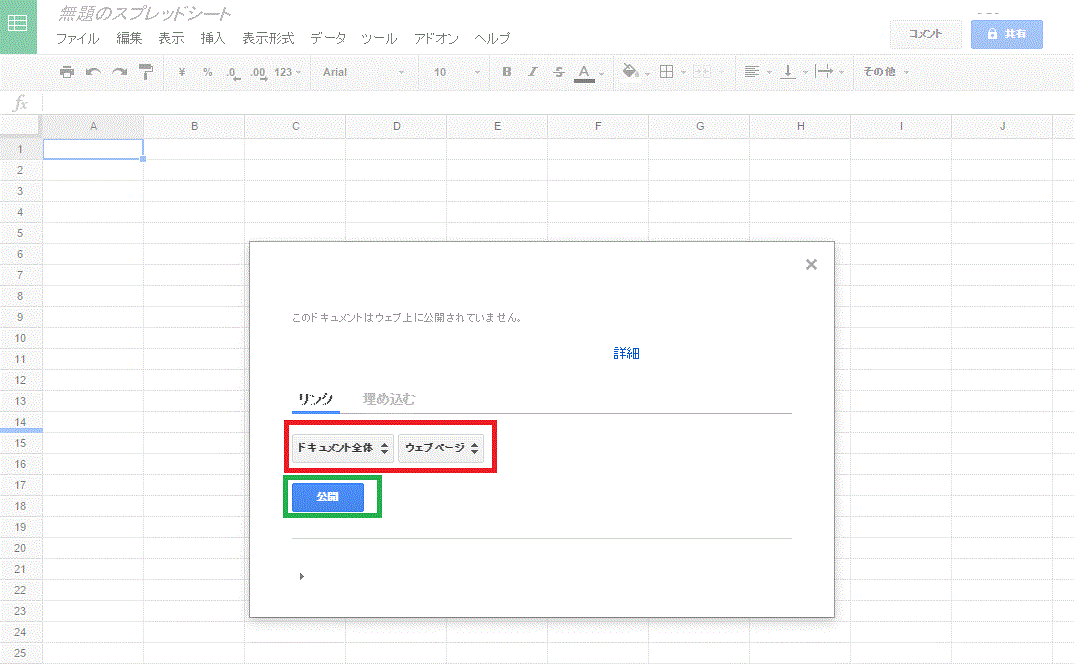 無題のスプレッドシート
ファイル 編集 表示 挿入 表示形式 データ ツール アドオン ヘルプ
コメント 共有
¥ % .0 .00 123 Arial 10 B I S A その他
fx
A B C D E F G H I J
1
2
3
4
5
6
7
8
9
10
11
12
13
14
15
16
17
18
19
20
21
22
23
24
25
このドキュメントはウェブ上に公開されていません。
詳細
リンク 埋め込む
ドキュメント全体 ウェブページ
公開